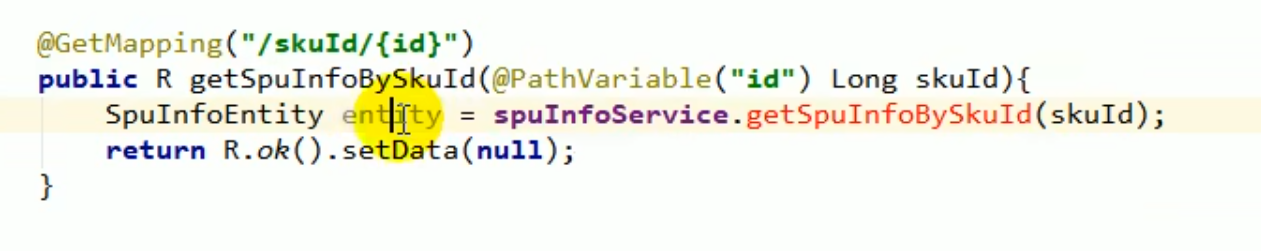 @GetMapping("/skuId/{id}")
public R getSpuInfoBySkuId(@PathVariable("id") Long skuId){
SpuInfoEntity entity = spuInfoService.getSpuInfoBySkuId(skuId);
return R.ok().setData(null);
}